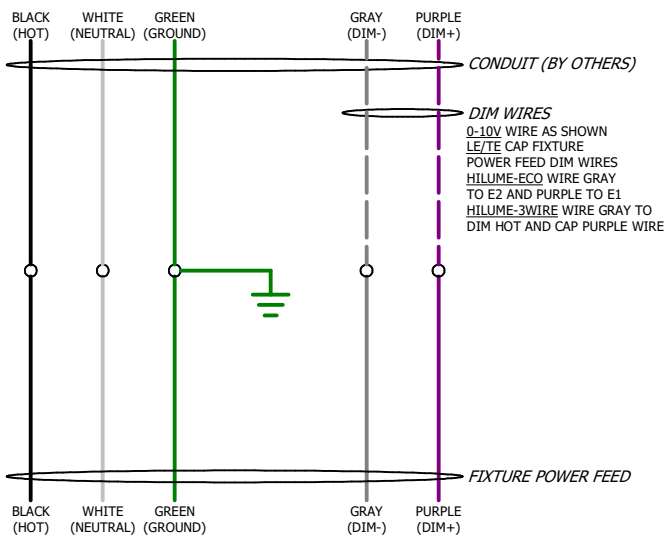 BLACK WHITE GREEN GRAY PURPLE
(HOT) (NEUTRAL) (GROUND) (DIM-) (DIM+)
CONDUIT (BY OTHERS)
DIM WIRES
0-10V WIRE AS SHOWN
LE/TE CAP FIXTURE
POWER FEED DIM WIRES
HILUME-ECO WIRE GRAY
TO E2 AND PURPLE TO E1
HILUME-3WIRE WIRE GRAY TO
DIM HOT AND CAP PURPLE WIRE
FIXTURE POWER FEED
BLACK WHITE GREEN GRAY PURPLE
(HOT) (NEUTRAL) (GROUND) (DIM-) (DIM+)